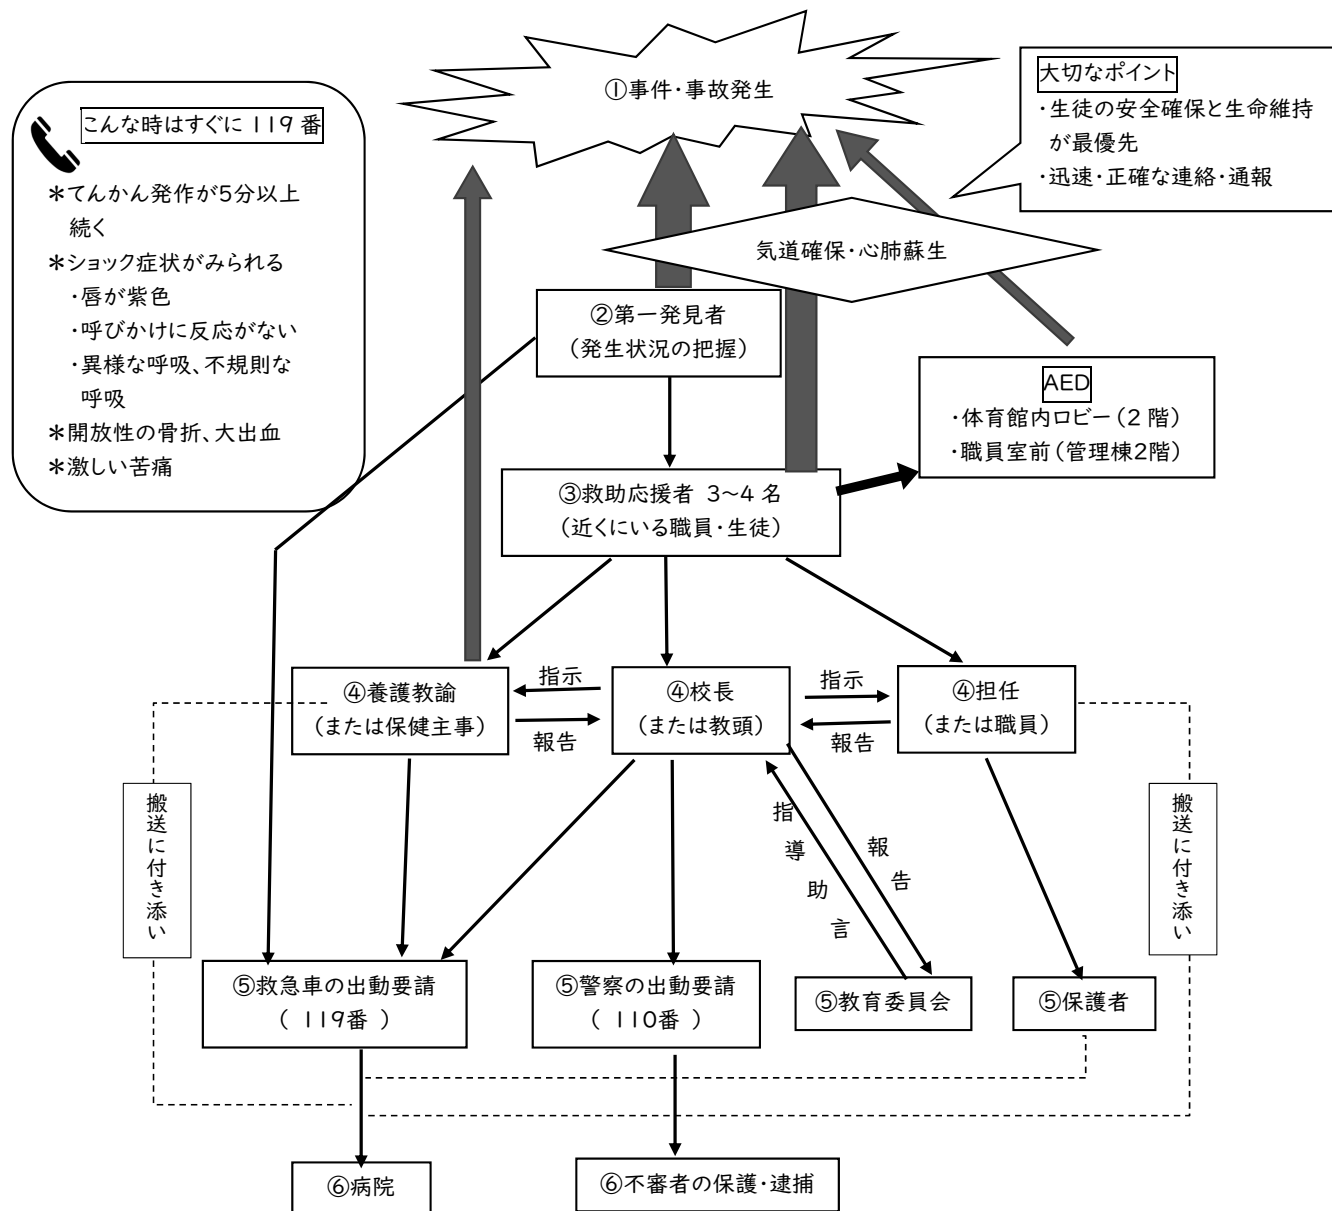 ①事件・事故発生
大切なポイント
・生徒の安全確保と生命維持
が最優先
・迅速・正確な連絡・通報
こんな時はすぐに 119 番
＊てんかん発作が5分以上
続く
＊ショック症状がみられる
・唇が紫色
・呼びかけに反応がない
・異様な呼吸、不規則な
呼吸
＊開放性の骨折、大出血
＊激しい苦痛
気道確保・心肺蘇生
②第一発見者
（発生状況の把握）
AED
・体育館内ロビー（2 階）
・職員室前（管理棟2階）
③救助応援者 3～4 名
（近くにいる職員・生徒）
④養護教諭
（または保健主事）
指示
報告
④校長
（または教頭）
指示
報告
④担任
（または職員）
搬送に付き添い
指導助言
報告
搬送に付き添い
⑤救急車の出動要請
（ 119番 ）
⑤警察の出動要請
（ 110番 ）
⑤教育委員会
⑤保護者
⑥病院
⑥不審者の保護・逮捕